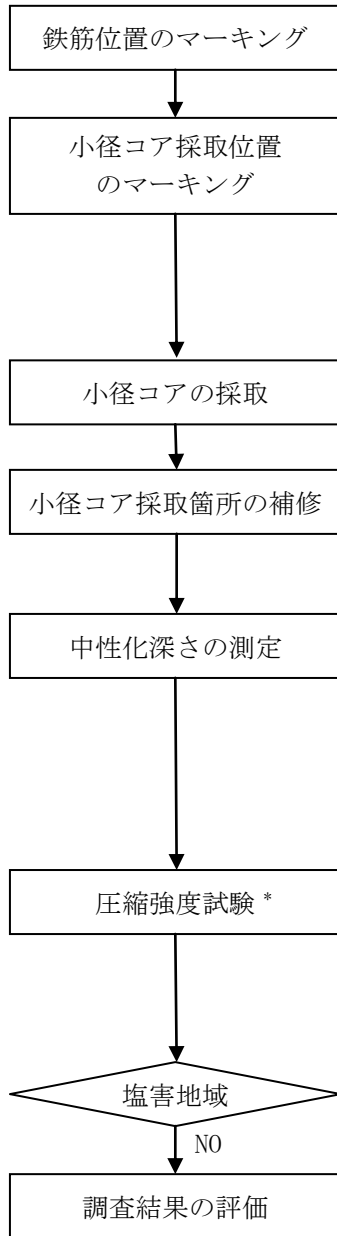 鉄筋位置のマーキング
小径コア採取位置
のマーキング
小径コアの採取
小径コア採取箇所の補修
中性化深さの測定
圧縮強度試験*
塩害地域
NO
調査結果の評価